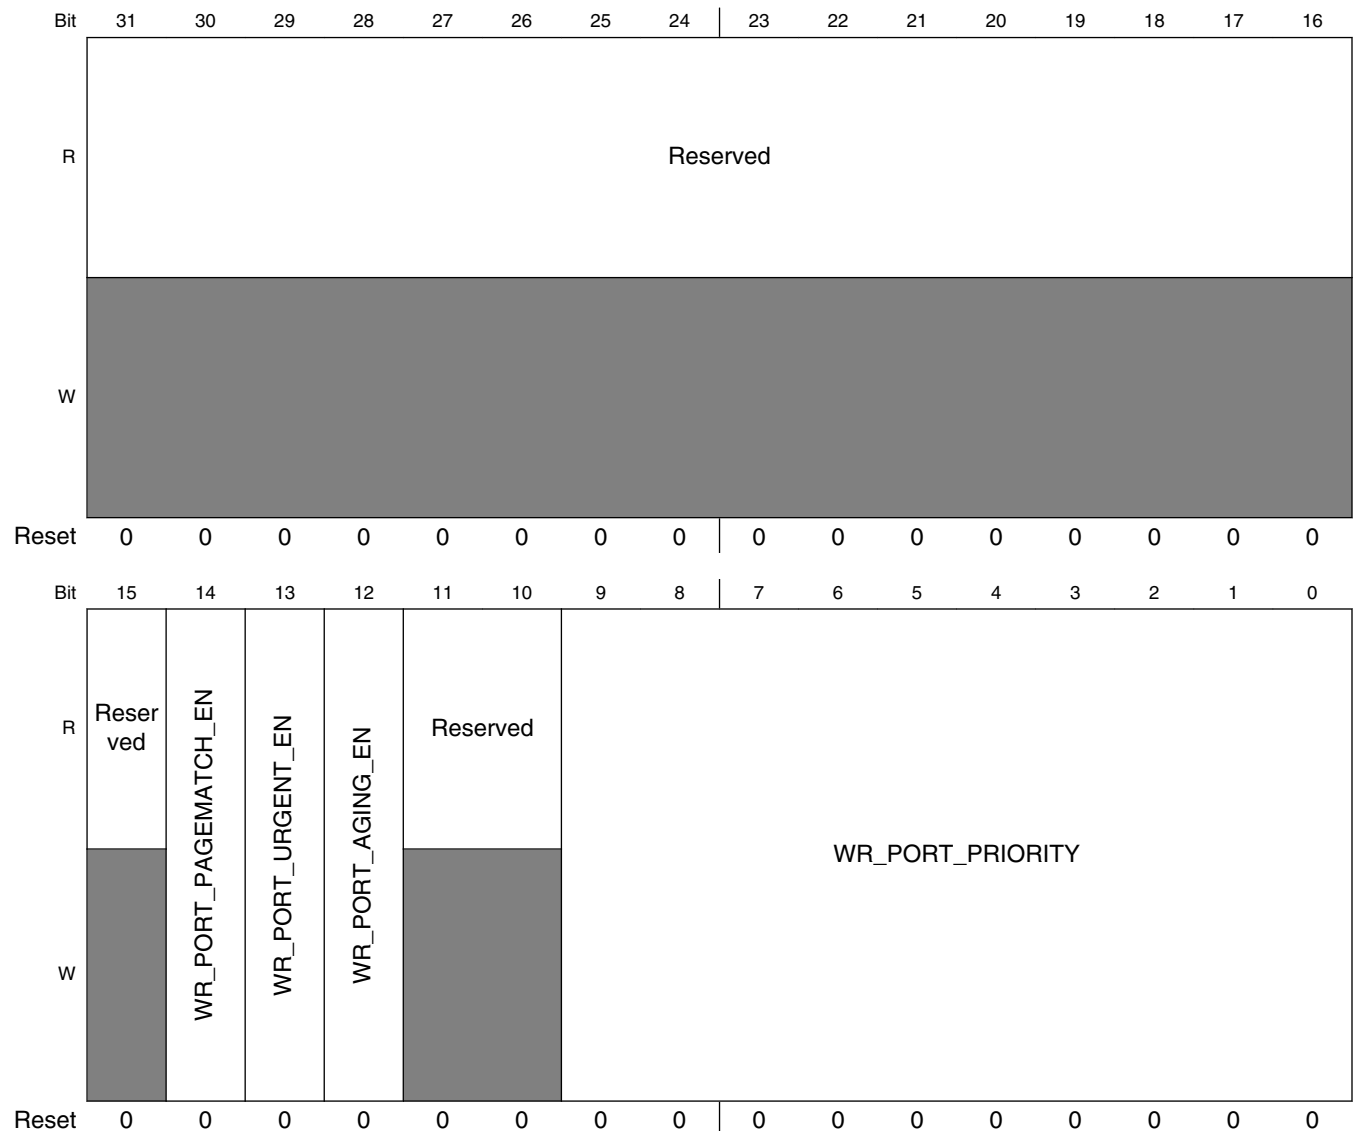 Bit 31 30 29 28 27 26 25 24 23 22 21 20 19 18 17 16
R Reserved
W
Reset 0 0 0 0 0 0 0 0 0 0 0 0 0 0 0 0
Bit 15 14 13 12 11 10 9 8 7 6 5 4 3 2 1 0
R
Reser
ved
WR_PORT_PAGEMATCH_EN
WR_PORT_URGENT_EN
WR_PORT_AGING_EN
Reserved
WR_PORT_PRIORITY
W
Reset 0 0 0 0 0 0 0 0 0 0 0 0 0 0 0 0